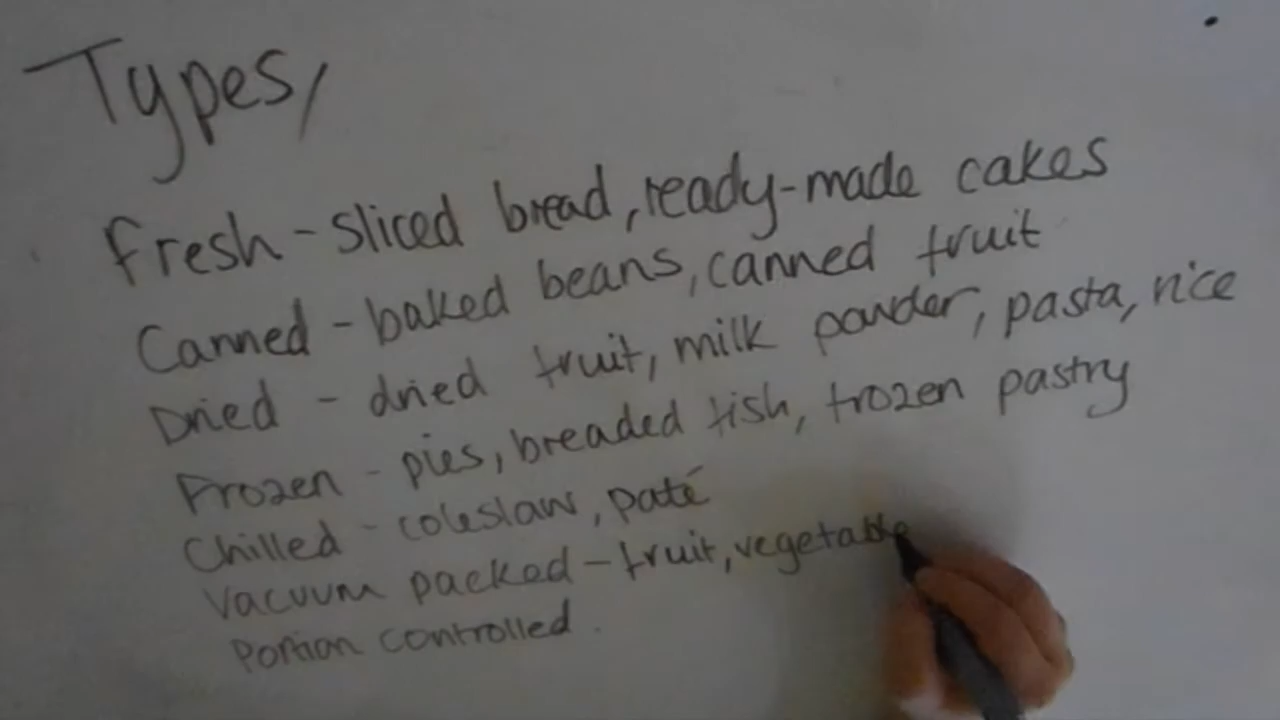 Types/
Fresh - sliced bread, ready-made cakes
Canned - baked beans, canned fruit
Dried - dried fruit, milk powder, pasta, rice
Frozen - pies, breaded fish, frozen pastry
Chilled - coleslaw, paté
Vacuum packed - fruit, vegetable
Portion controlled.